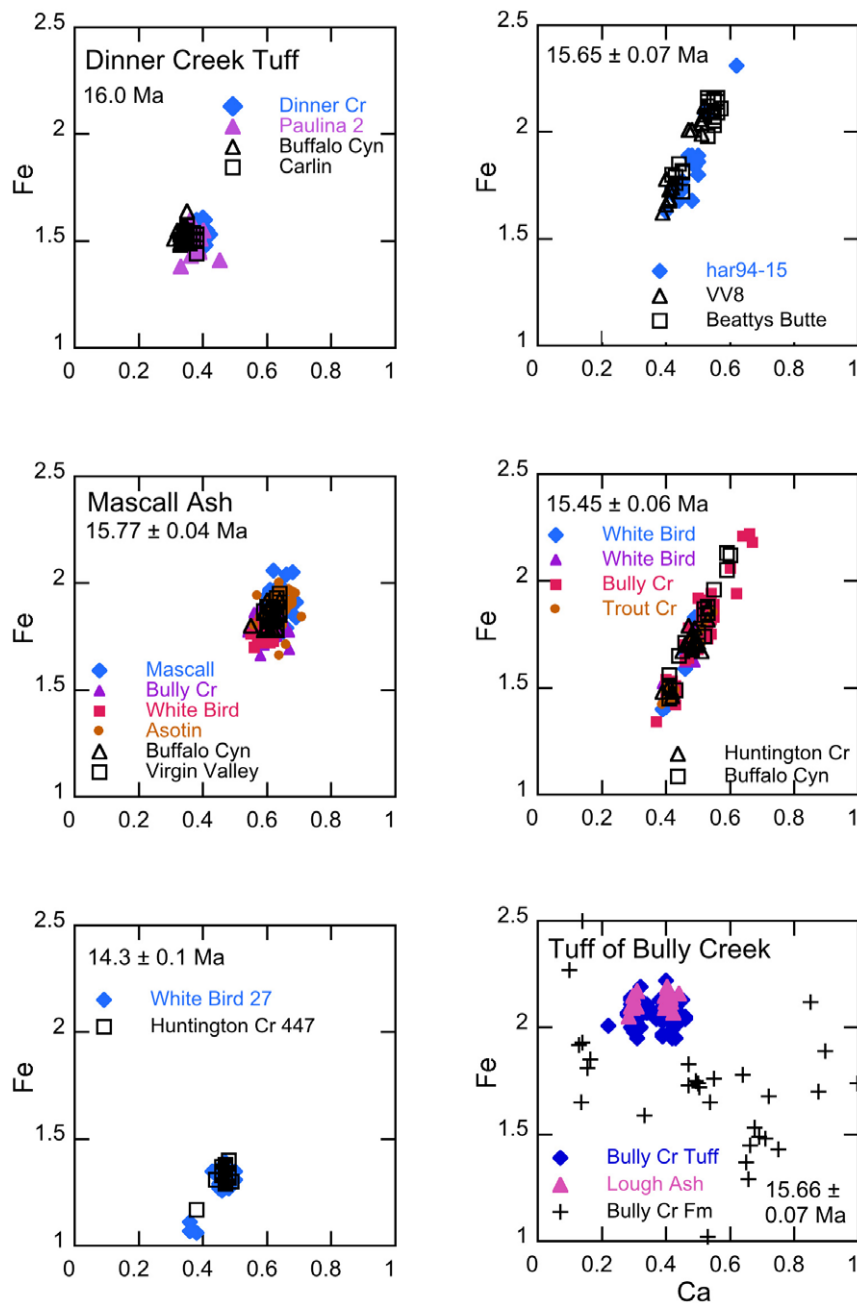 Dinner Creek Tuff
16.0 Ma
Dinner Cr
Paulina 2
Buffalo Cyn
Carlin
2.5
2
1.5
1
Fe
0 0.2 0.4 0.6 0.8 1
15.65 ± 0.07 Ma
har94-15
VV8
Beattys Butte
2.5
2
1.5
1
Fe
0 0.2 0.4 0.6 0.8 1
Mascall Ash
15.77 ± 0.04 Ma
Mascall
Bully Cr
White Bird
Asotin
Buffalo Cyn
Virgin Valley
2.5
2
1.5
1
Fe
0 0.2 0.4 0.6 0.8 1
15.45 ± 0.06 Ma
White Bird
White Bird
Bully Cr
Trout Cr
Huntington Cr
Buffalo Cyn
2.5
2
1.5
1
Fe
0 0.2 0.4 0.6 0.8 1
14.3 ± 0.1 Ma
White Bird 27
Huntington Cr 447
2.5
2
1.5
1
Fe
0 0.2 0.4 0.6 0.8 1
Tuff of Bully Creek
Bully Cr Tuff
Lough Ash
Bully Cr Fm
15.66 ±
0.07 Ma
2.5
2
1.5
1
Fe
0 0.2 0.4 0.6 0.8 1
Ca